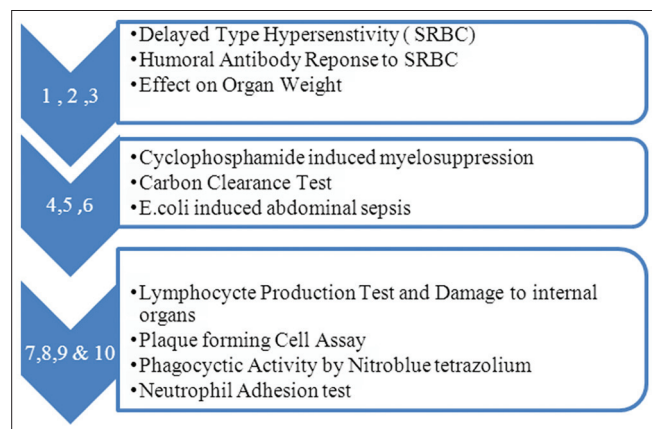 •Delayed Type Hypersenstivity ( SRBC)
•Humoral Antibody Reponse to SRBC
•Effect on Organ Weight
1 , 2 ,3
•Cyclophosphamide induced myelosuppression
•Carbon Clearance Test
•E.coli induced abdominal sepsis
4,5 ,6
•Lymphocycte Production Test and Damage to internal
organs
•Plaque forming Cell Assay
•Phagocyctic Activity by Nitroblue tetrazolium
•Neutrophil Adhesion test
7,8,9 & 10